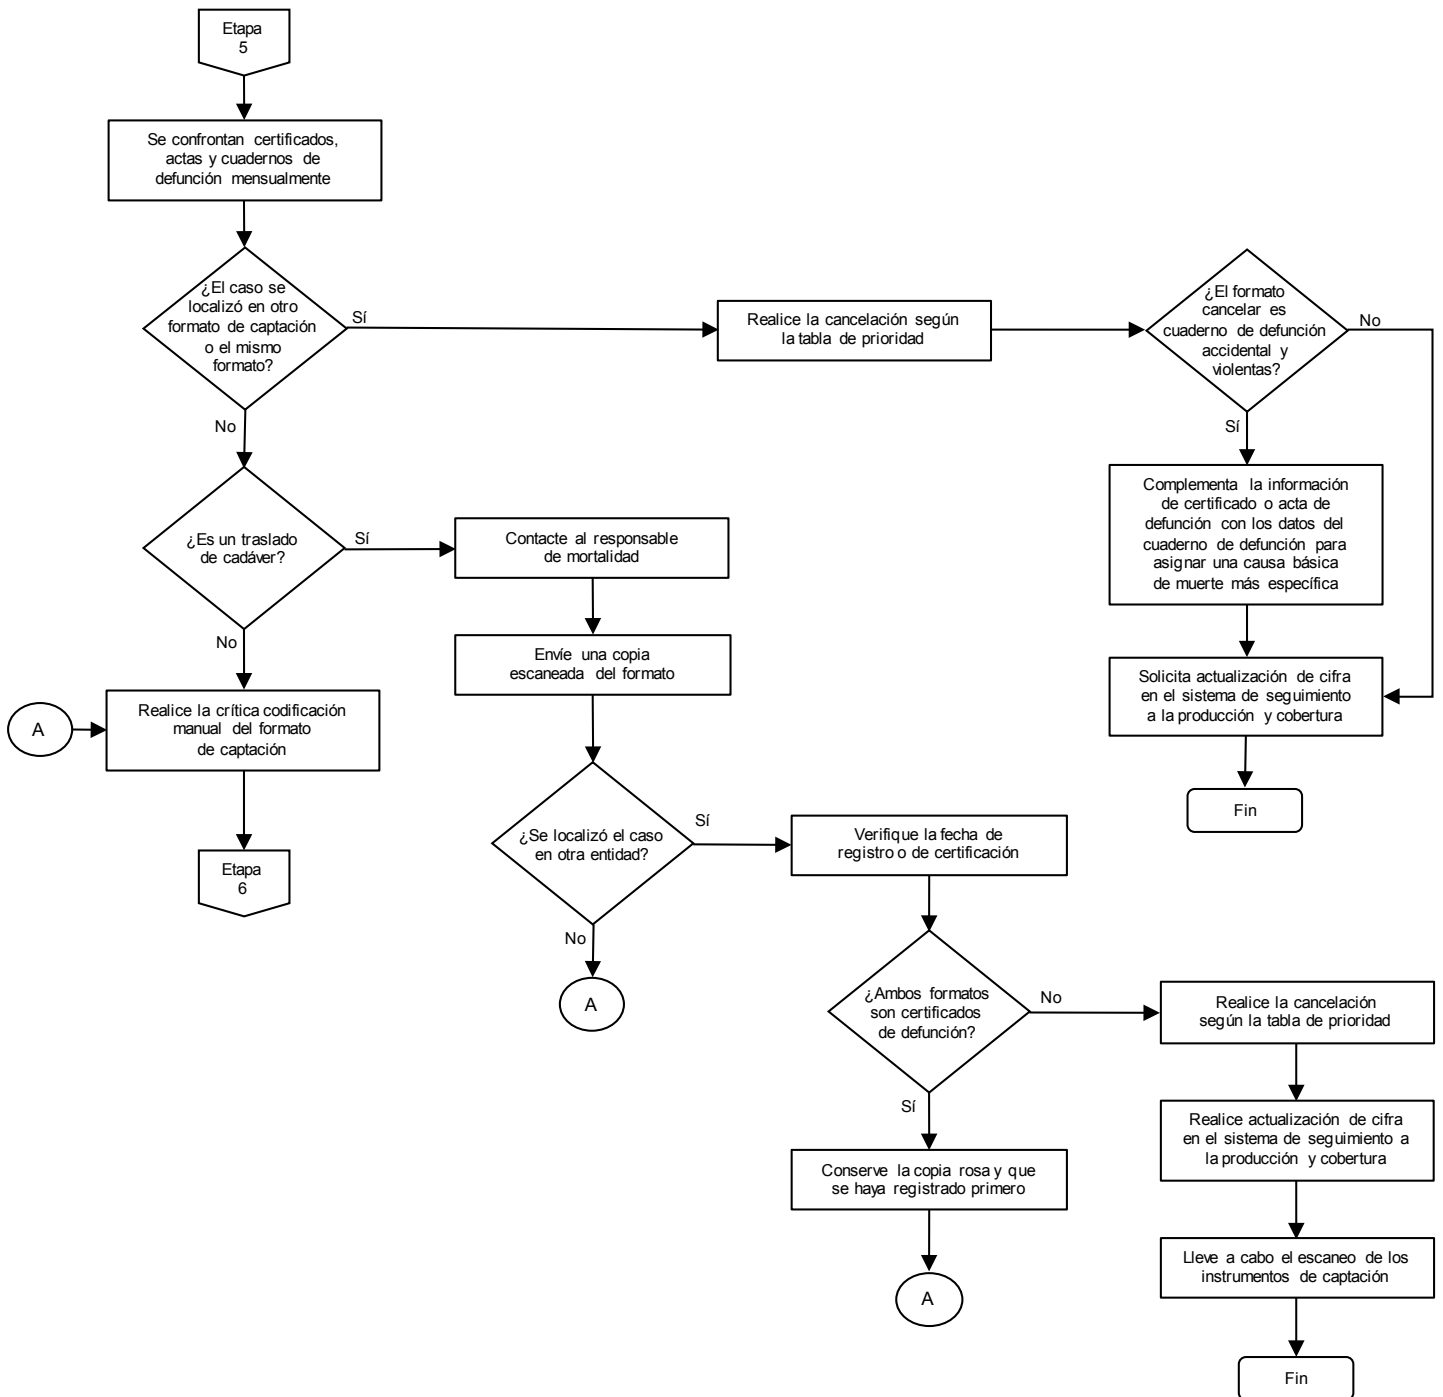 Etapa
5
Se confrontan certificados,
actas y cuadernos de
defunción mensualmente
¿El caso se
localizó en otro
formato de captación
o el mismo
formato?
Sí
Realice la cancelación según
la tabla de prioridad
¿El formato
cancelar es
cuaderno de defunción
accidental y
violentas?
No
No
Sí
Complementa la información
de certificado o acta de
defunción con los datos del
cuaderno de defunción para
asignar una causa básica
de muerte más específica
¿Es un traslado
de cadáver?
Sí
Contacte al responsable
de mortalidad
No
Envíe una copia
escaneada del formato
Solicita actualización de cifra
en el sistema de seguimiento
a la producción y cobertura
A
Realice la crítica codificación
manual del formato
de captación
Fin
¿Se localizó el caso
en otra entidad?
Sí
Verifique la fecha de
registro o de certificación
Etapa
6
No
A
¿Ambos formatos
son certificados
de defunción?
No
Realice la cancelación
según la tabla de prioridad
Sí
Realice actualización de cifra
en el sistema de seguimiento a
la producción y cobertura
Conserve la copia rosa y que
se haya registrado primero
Lleve a cabo el escaneo de los
instrumentos de captación
A
Fin